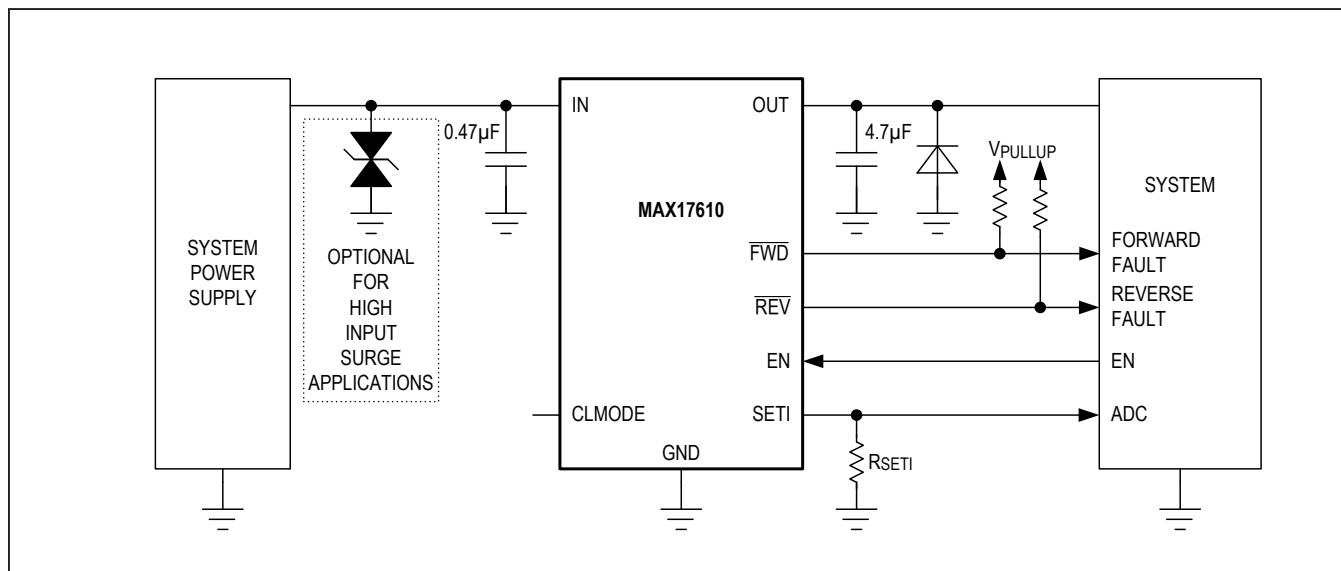 SYSTEM
POWER
SUPPLY
OPTIONAL
FOR
HIGH
INPUT
SURGE
APPLICATIONS
0.47µF
IN
OUT
MAX17610
FWD
REV
EN
CLMODE
SETI
GND
4.7µF
VPULLUP
RSETI
SYSTEM
FORWARD
FAULT
REVERSE
FAULT
EN
ADC